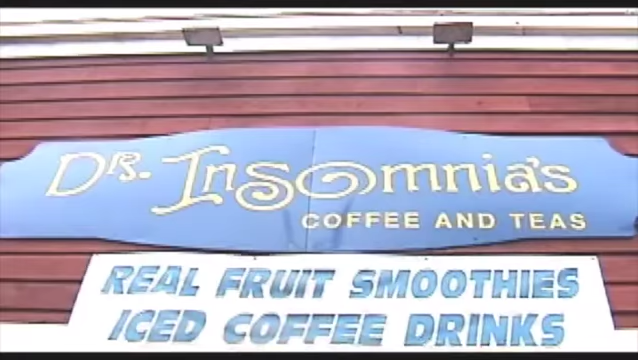 Dr. Insomnia's
COFFEE AND TEAS
REAL FRUIT SMOOTHIES
ICED COFFEE DRINKS